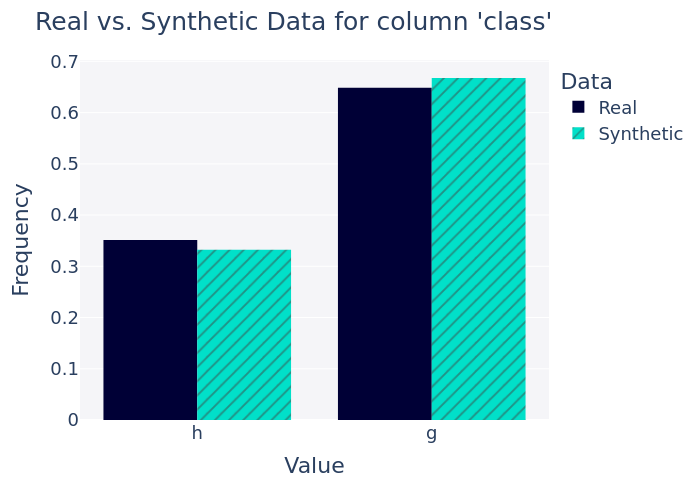 Real vs. Synthetic Data for column 'class'
Data
Real
Synthetic
Frequency
0.7
0.6
0.5
0.4
0.3
0.2
0.1
0
h
g
Value